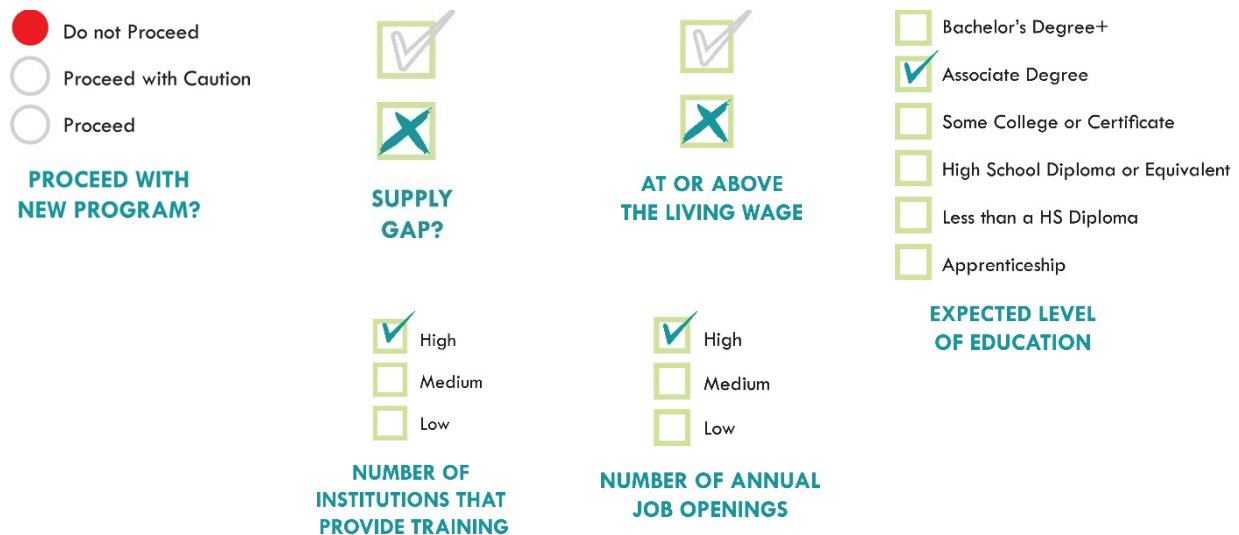 Do not Proceed
Proceed with Caution
Proceed
PROCEED WITH
NEW PROGRAM?
SUPPLY
GAP?
AT OR ABOVE
THE LIVING WAGE
Bachelor's Degree+
Associate Degree
Some College or Certificate
High School Diploma or Equivalent
Less than a HS Diploma
Apprenticeship
EXPECTED LEVEL
OF EDUCATION
High
Medium
Low
NUMBER OF
INSTITUTIONS THAT
PROVIDE TRAINING
High
Medium
Low
NUMBER OF ANNUAL
JOB OPENINGS